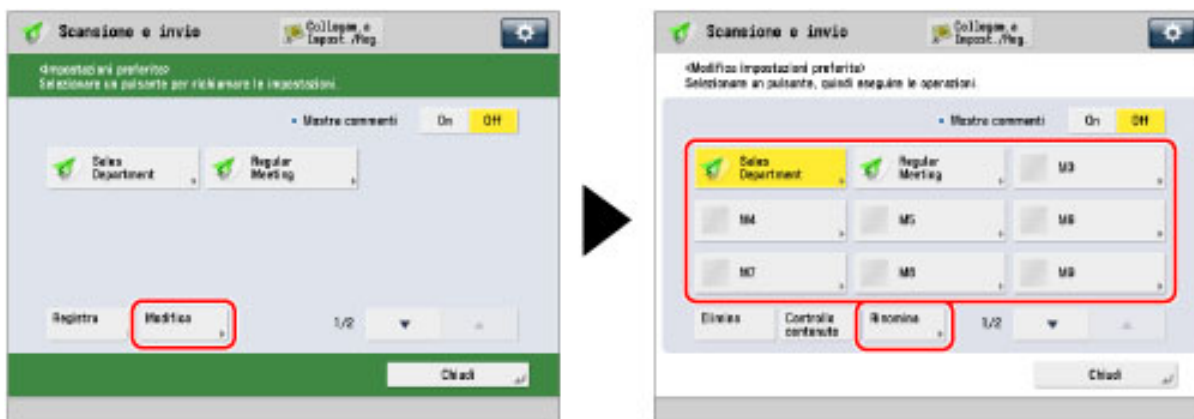 Scansione e invio
Collegam. e
Impost./Reg.
<Impostazioni preferite>
Selezionare un pulsante per richiamare le impostazioni.
Mostra commenti
On
Off
Sales
Department
Regular
Meeting
Registra
Modifica
1/2
Chiudi
Scansione e invio
Collegam. e
Impost./Reg.
<Modifica impostazioni preferite>
Selezionare un pulsante, quindi eseguire le operazioni.
Mostra commenti
On
Off
Sales
Department
Regular
Meeting
M3
M4
M5
M6
M7
M8
M9
Elimina
Controlla
contenuto
Rinomina
1/2
Chiudi